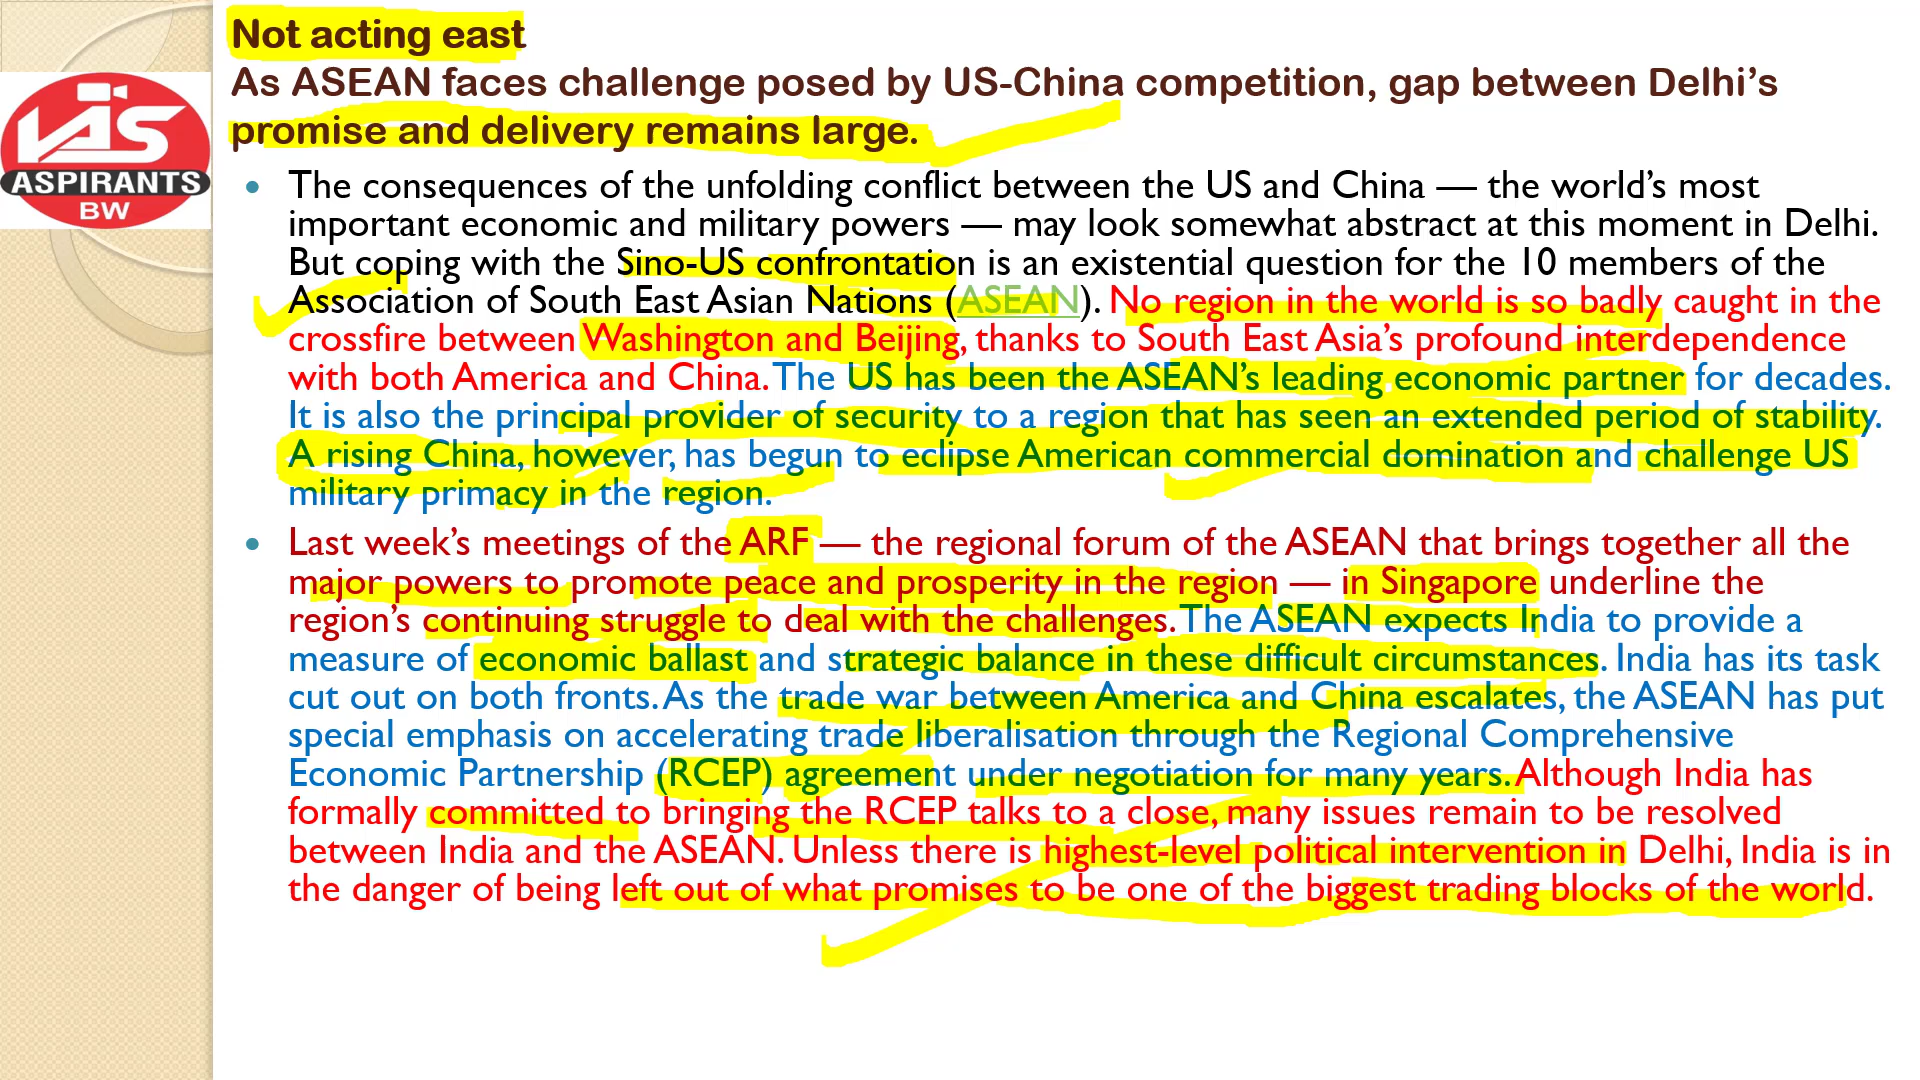 Not acting east
As ASEAN faces challenge posed by US-China competition, gap between Delhi’s
promise and delivery remains large.
VIS
ASPIRANTS
BW
• The consequences of the unfolding conflict between the US and China — the world’s most
important economic and military powers — may look somewhat abstract at this moment in Delhi.
But coping with the Sino-US confrontation is an existential question for the 10 members of the
Association of South East Asian Nations (ASEAN). No region in the world is so badly caught in the
crossfire between Washington and Beijing, thanks to South East Asia’s profound interdependence
with both America and China. The US has been the ASEAN’s leading economic partner for decades.
It is also the principal provider of security to a region that has seen an extended period of stability.
A rising China, however, has begun to eclipse American commercial domination and challenge US
military primacy in the region.
• Last week’s meetings of the ARF — the regional forum of the ASEAN that brings together all the
major powers to promote peace and prosperity in the region — in Singapore underline the
region’s continuing struggle to deal with the challenges. The ASEAN expects India to provide a
measure of economic ballast and strategic balance in these difficult circumstances. India has its task
cut out on both fronts. As the trade war between America and China escalates, the ASEAN has put
special emphasis on accelerating trade liberalisation through the Regional Comprehensive
Economic Partnership (RCEP) agreement under negotiation for many years. Although India has
formally committed to bringing the RCEP talks to a close, many issues remain to be resolved
between India and the ASEAN. Unless there is highest-level political intervention in Delhi, India is in
the danger of being left out of what promises to be one of the biggest trading blocks of the world.